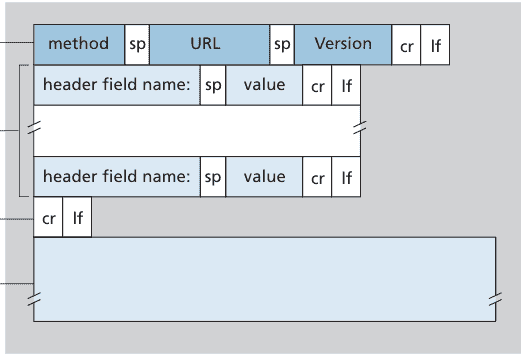 method sp URL sp Version cr lf
header field name: sp value cr lf
header field name: sp value cr lf
cr lf